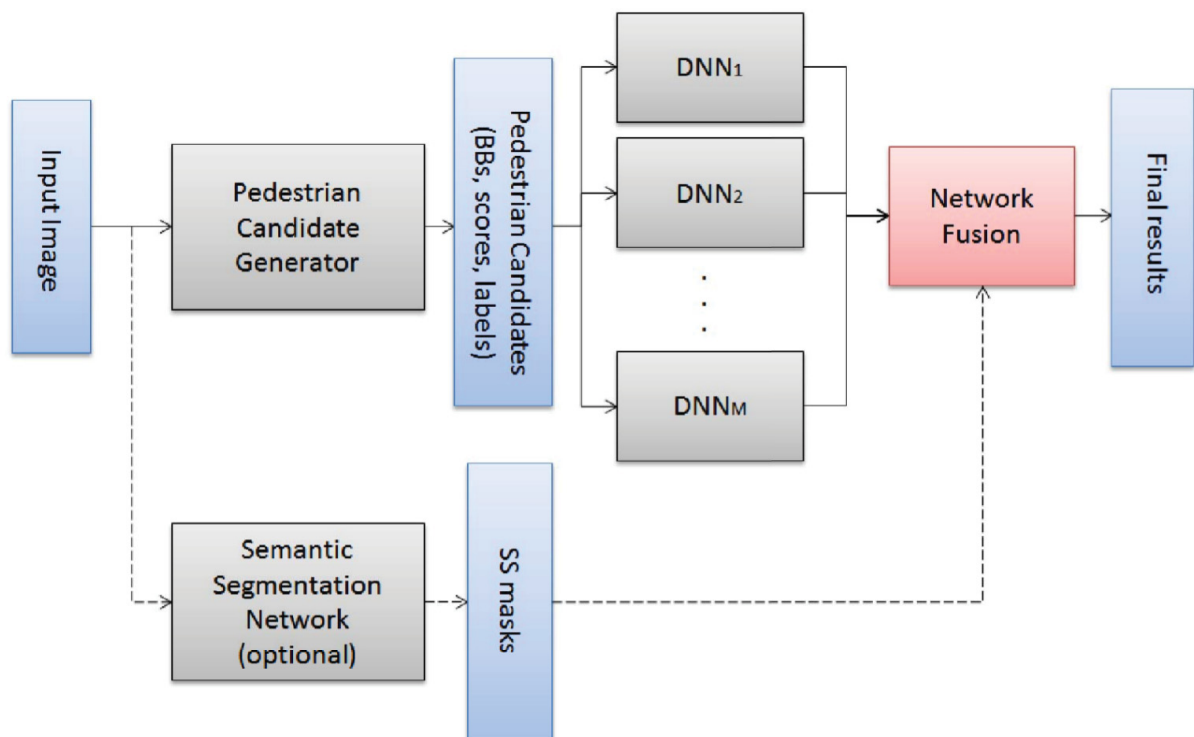 Input Image
Pedestrian
Candidate
Generator
Pedestrian Candidates
(BBs, scores, labels)
DNN1
DNN2
.
.
.
DNNM
Network
Fusion
Final results
Semantic
Segmentation
Network
(optional)
SS masks